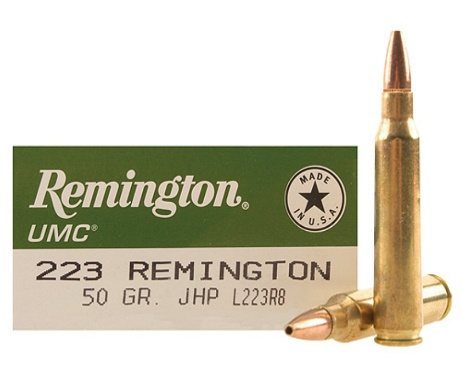 Remington®
UMC®
MADE
IN U.S.A.
223 REMINGTON
50 GR. JHP L223R8